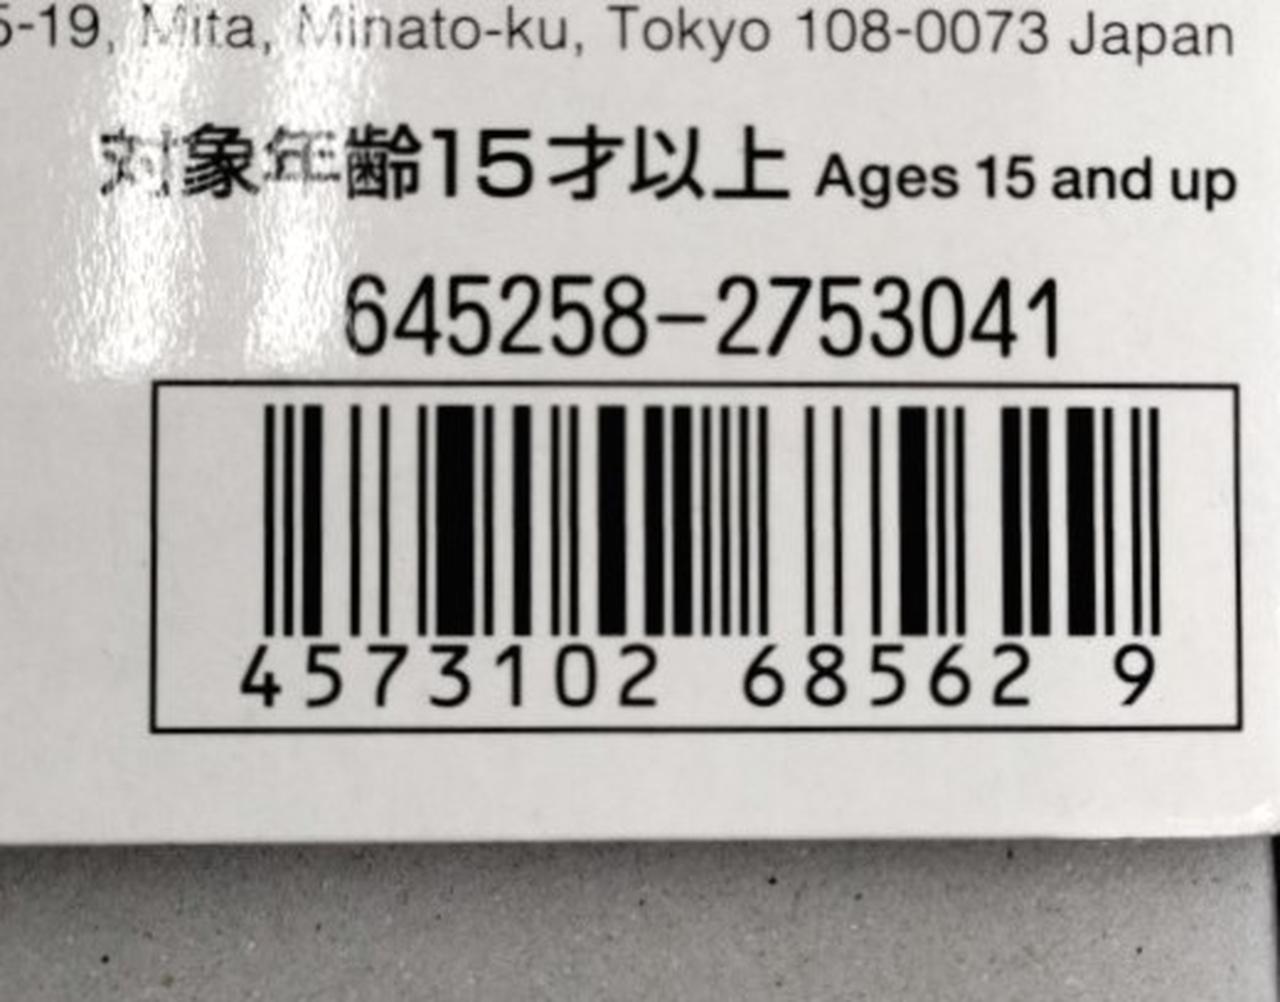 5-19, Mita, Minato-ku, Tokyo 108-0073 Japan
対象年齢15才以上 Ages 15 and up
645258-2753041
4573102 68562 9